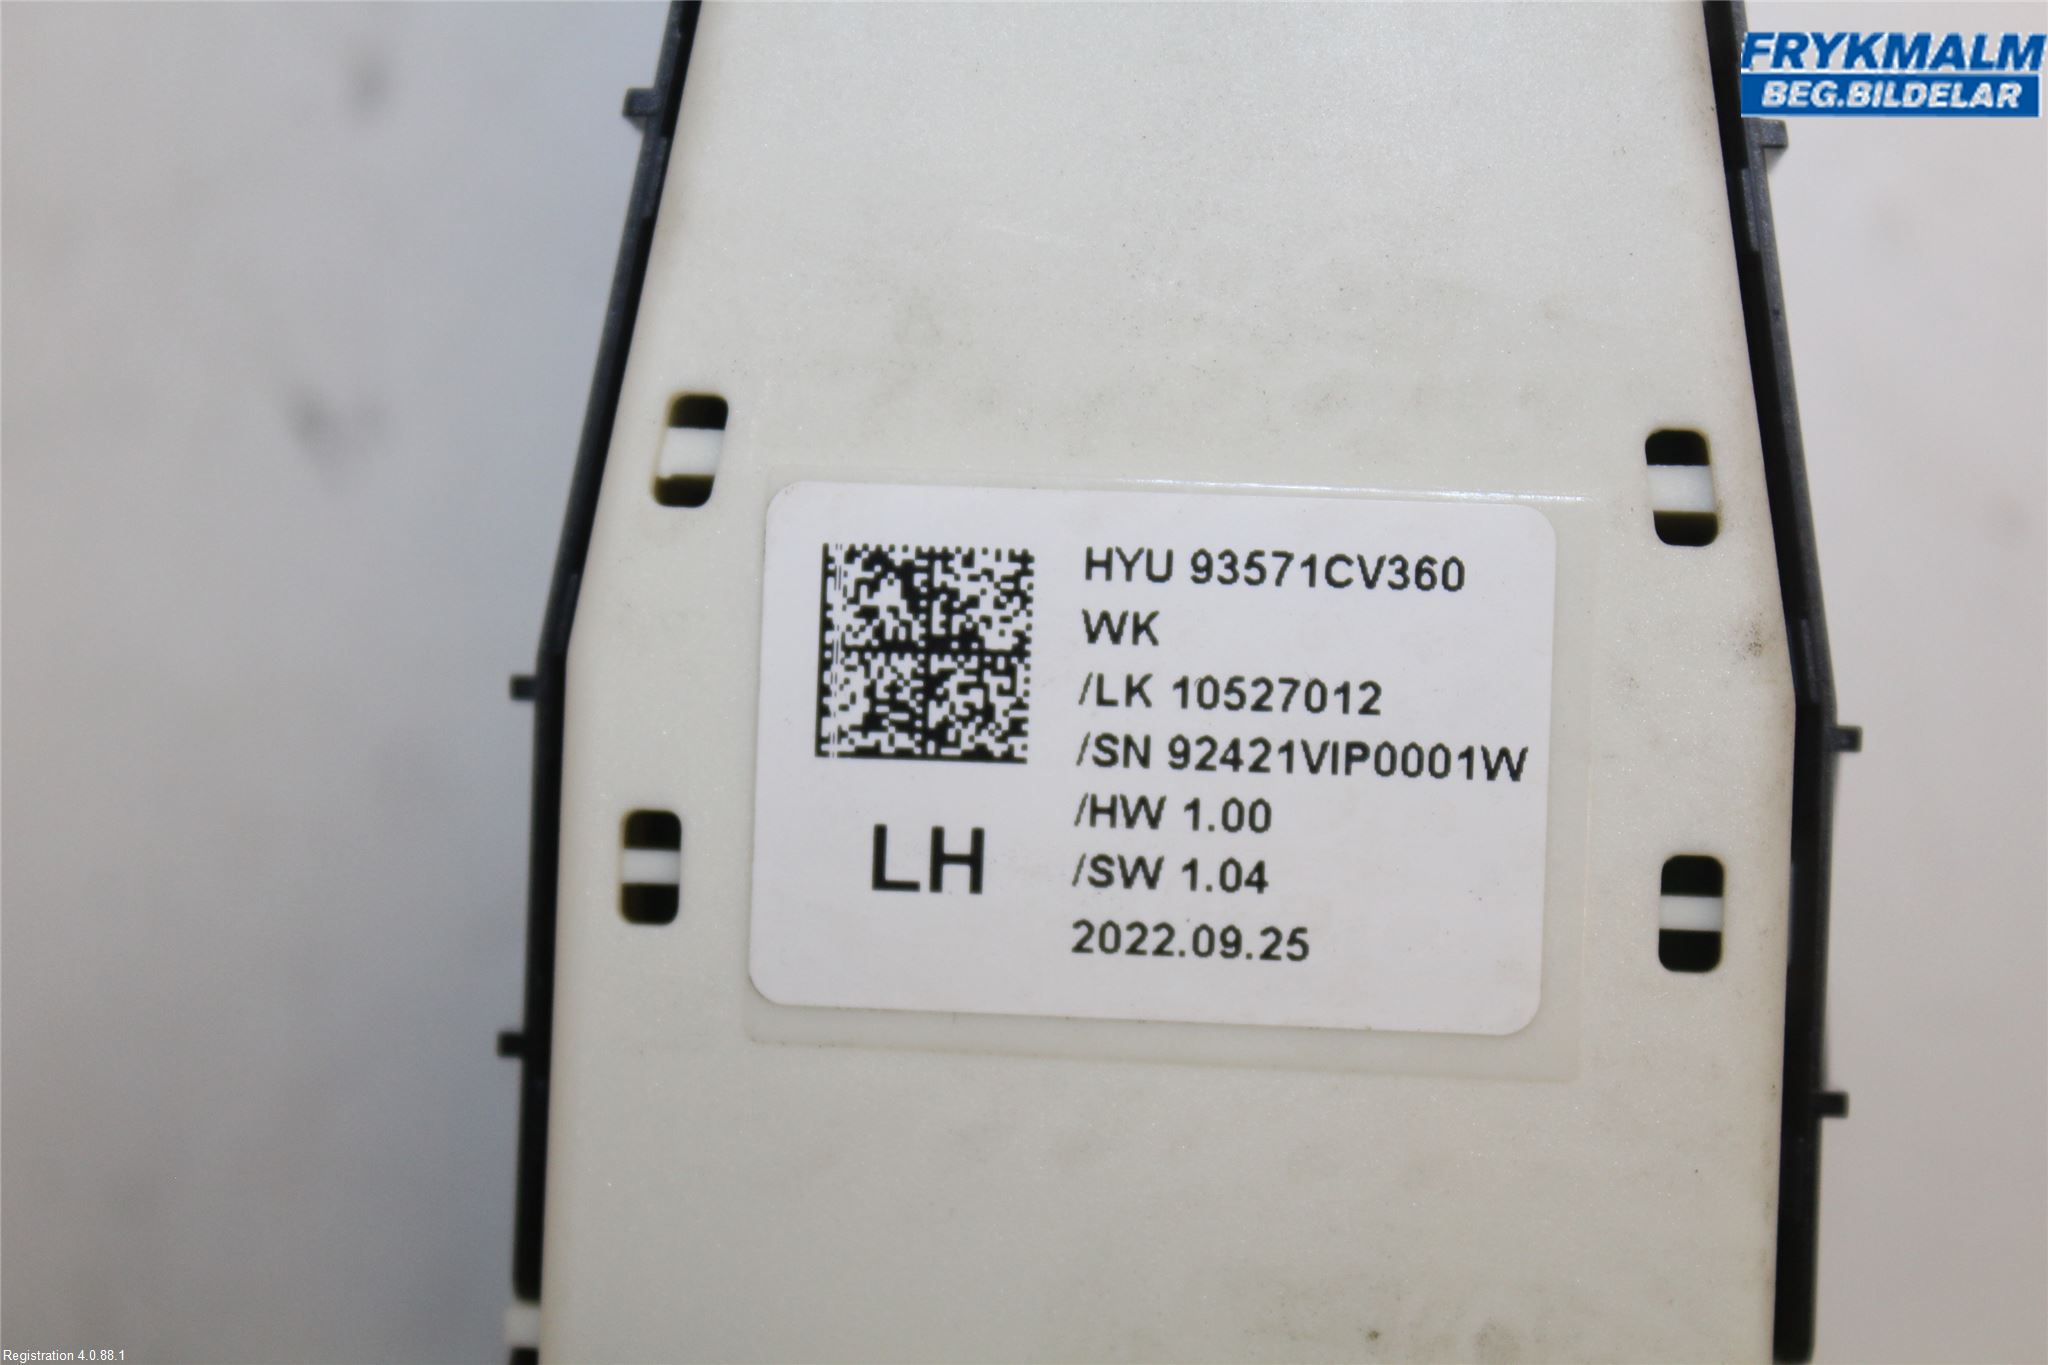 FRYKMALM
BEG.BILDELAR
HYU 93571CV360
WK
/LK 10527012
/SN 92421VIP0001W
/HW 1.00
/SW 1.04
2022.09.25
LH
Registration 4.0.88.1